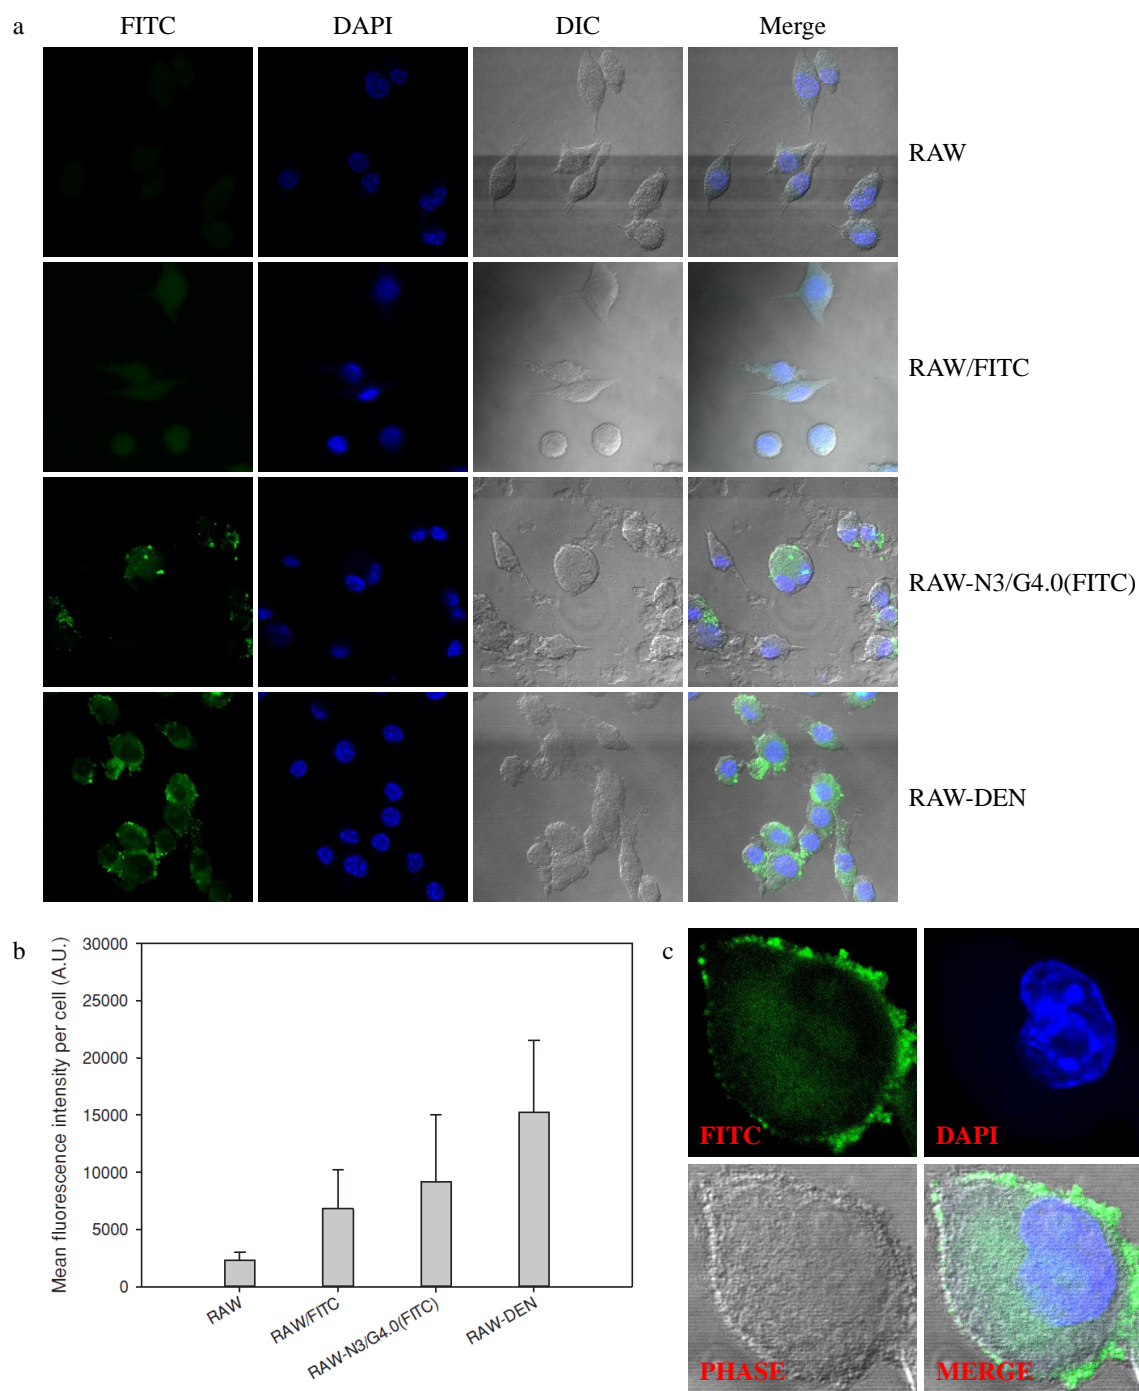 a
FITC DAPI DIC Merge
RAW
RAW/FITC
RAW-N3/G4.0(FITC)
RAW-DEN
b
Mean fluorescence intensity per cell (A.U.)
30000
25000
20000
15000
10000
5000
0
RAW
RAW/FITC
RAW-N3/G4.0(FITC)
RAW-DEN
c
FITC
DAPI
PHASE
MERGE